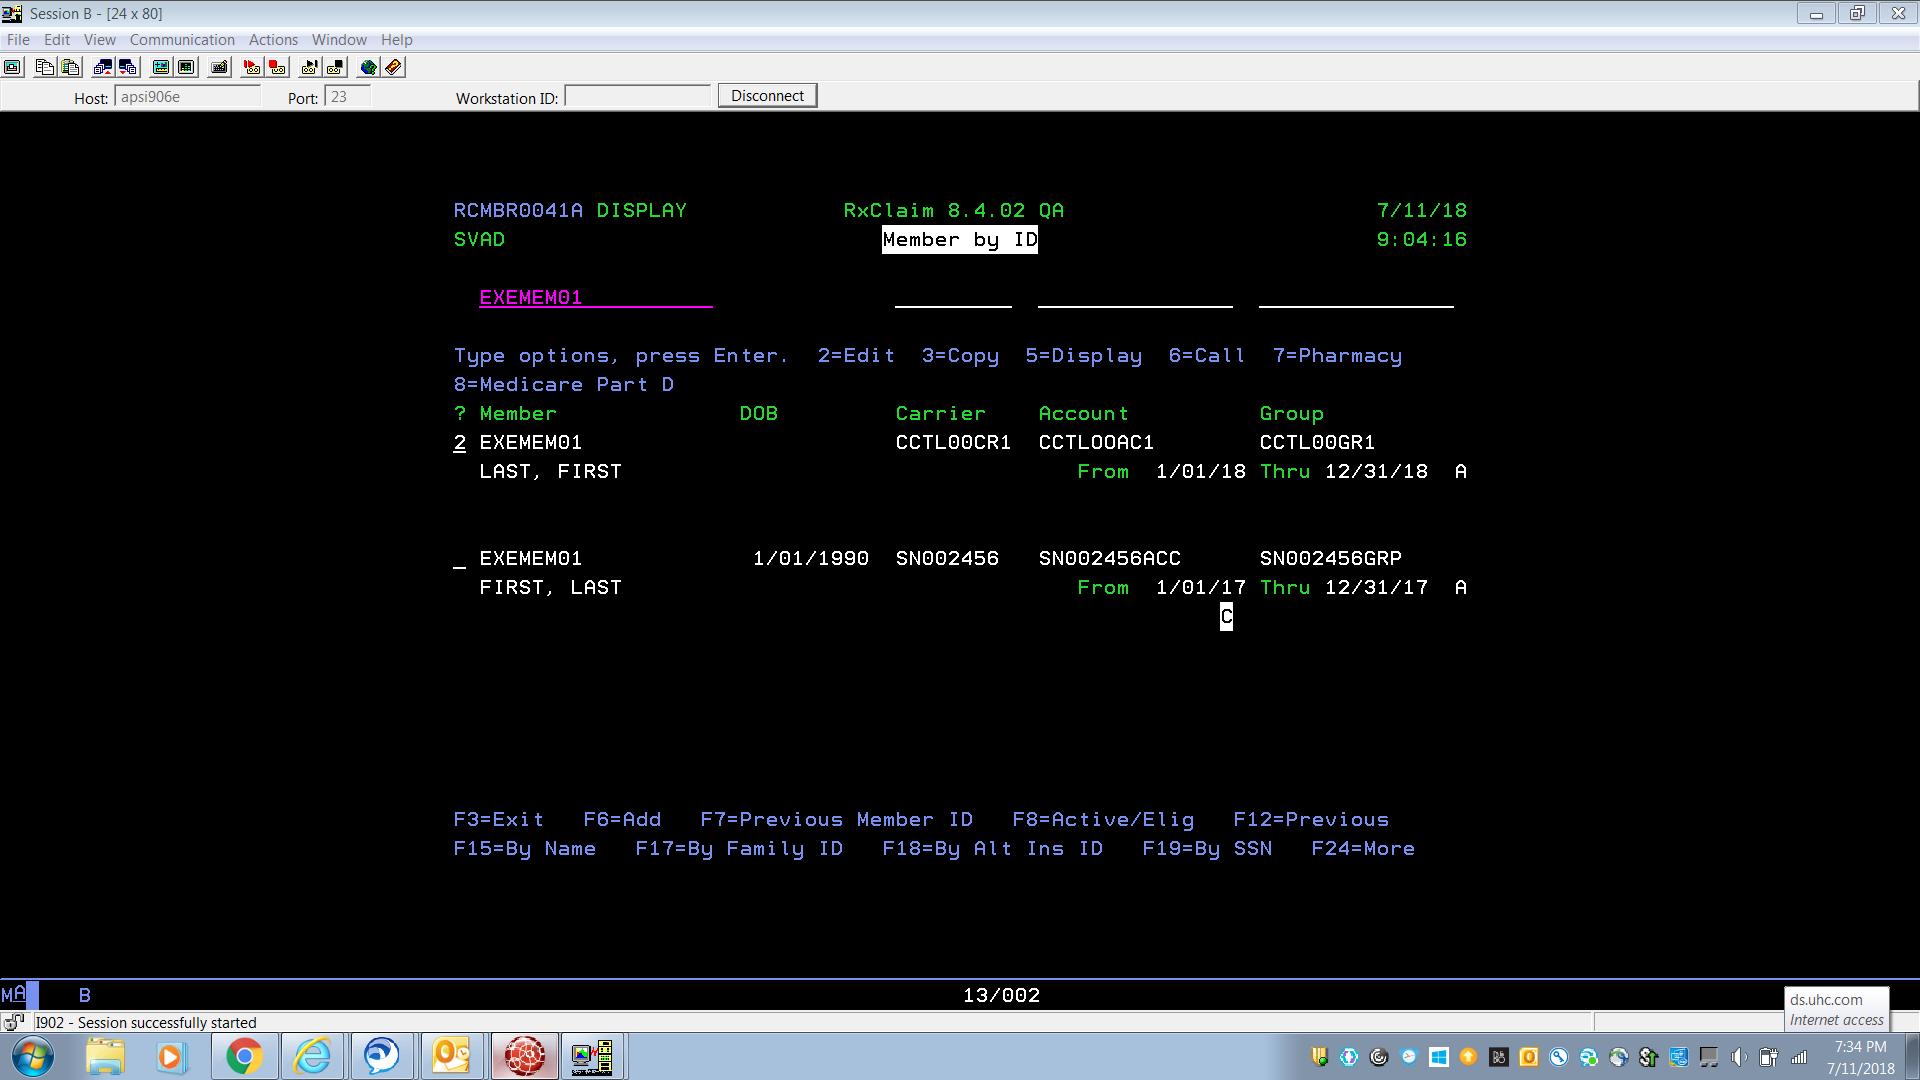 Session B - [24 x 80]
File Edit View Communication Actions Window Help
Host: apsi906e Port: 23 Workstation ID: Disconnect
RCMBR0041A DISPLAY RxClaim 8.4.02 QA 7/11/18
SVAD Member by ID 9:04:16
EXEMEM01
Type options, press Enter. 2=Edit 3=Copy 5=Display 6=Call 7=Pharmacy
8=Medicare Part D
? Member DOB Carrier Account Group
2 EXEMEM01 CCTL00CR1 CCTL00AC1 CCTL00GR1
LAST, FIRST From 1/01/18 Thru 12/31/18 A
_ EXEMEM01 1/01/1990 SN002456 SN002456ACC SN002456GRP
FIRST, LAST From 1/01/17 Thru 12/31/17 A
C
F3=Exit F6=Add F7=Previous Member ID F8=Active/Elig F12=Previous
F15=By Name F17=By Family ID F18=By Alt Ins ID F19=By SSN F24=More
MA B 13/002
I902 - Session successfully started
ds.uhc.com
Internet access
7:34 PM
7/11/2018